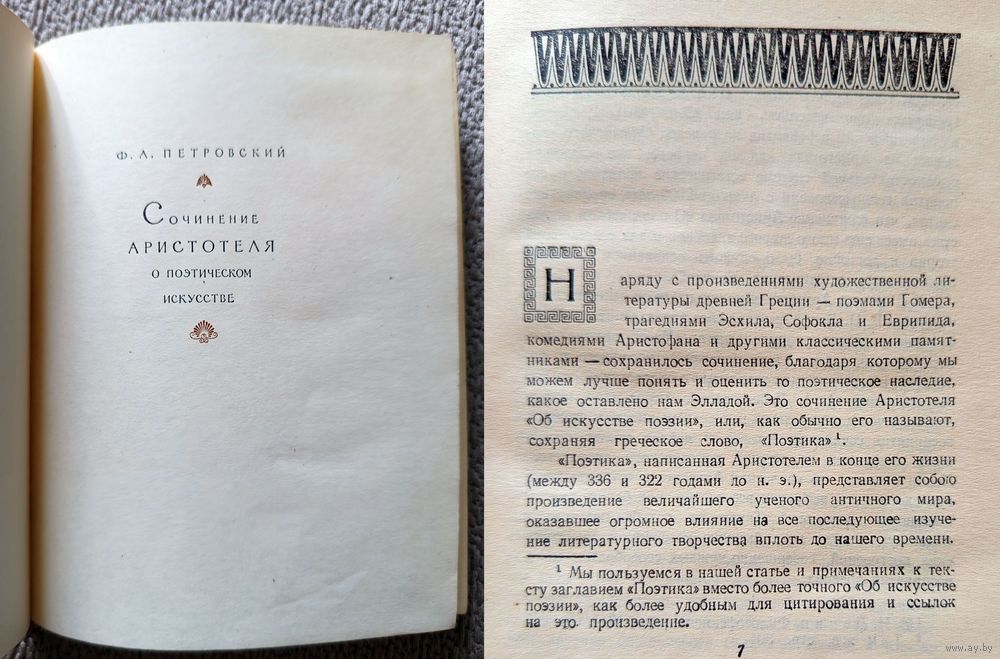 Ф. А. ПЕТРОВСКИЙ
СОЧИНЕНИЕ
АРИСТОТЕЛЯ
О ПОЭТИЧЕСКОМ
ИСКУССТВЕ
Наряду с произведениями художественной ли-
тературы древней Греции — поэмами Гомера,
трагедиями Эсхила, Софокла и Еврипида,
комедиями Аристофана и другими классическими памят-
никами — сохранилось сочинение, благодаря которому мы
можем лучше понять и оценить то поэтическое наследие,
какое оставлено нам Элладой. Это сочинение Аристотеля
«Об искусстве поэзии», или, как обычно его называют,
сохраняя греческое слово, «Поэтика» ¹.
«Поэтика», написанная Аристотелем в конце его жизни
(между 336 и 322 годами до н. э.), представляет собою
произведение величайшего ученого античного мира,
оказавшее огромное влияние на все последующее изуче-
ние литературного творчества вплоть до нашего времени.
¹ Мы пользуемся в нашей статье и примечаниях к тек-
сту заглавием «Поэтика» вместо более точного «Об искусстве
поэзии», как более удобным для цитирования и ссылок
на это произведение.
7
www.ay.by